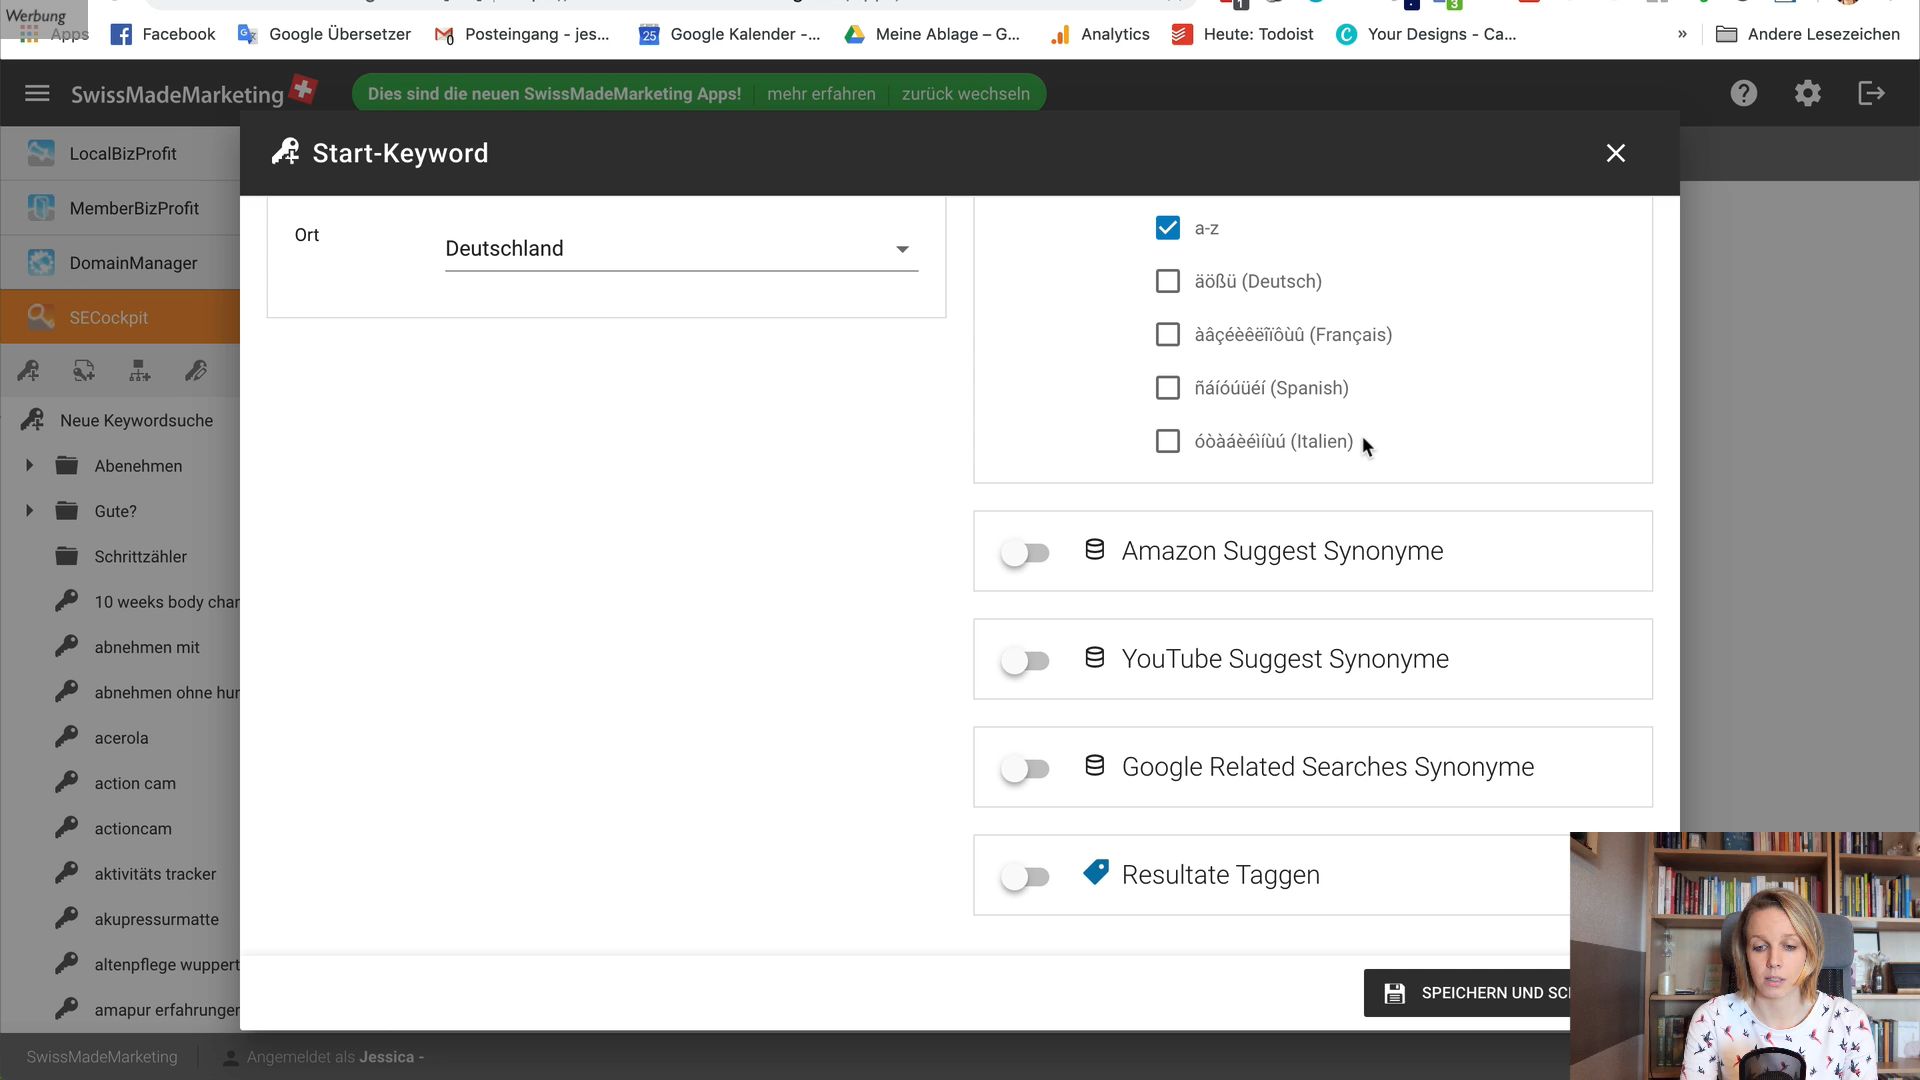 Werbung
Apps
Facebook
Google Übersetzer
Posteingang - jes...
25
Google Kalender -...
Meine Ablage – G...
Analytics
Heute: Todoist
Your Designs - Ca...
»
Andere Lesezeichen
SwissMadeMarketing
Dies sind die neuen SwissMadeMarketing Apps!
mehr erfahren
zurück wechseln
LocalBizProfit
MemberBizProfit
DomainManager
SECockpit
Neue Keywordsuche
Abenehmen
Gute?
Schrittzähler
10 weeks body char
abnehmen mit
abnehmen ohne hur
acerola
action cam
actioncam
aktivitäts tracker
akupressurmatte
altenpflege wuppert
amapur erfahrunger
Start-Keyword
Ort
Deutschland
a-z
äößü (Deutsch)
àâçéèêëîïôùû (Français)
ñáíóúüéí (Spanish)
óòàáèéìíùú (Italien)
Amazon Suggest Synonyme
YouTube Suggest Synonyme
Google Related Searches Synonyme
Resultate Taggen
SPEICHERN UND SC
SwissMadeMarketing
Angemeldet als Jessica -